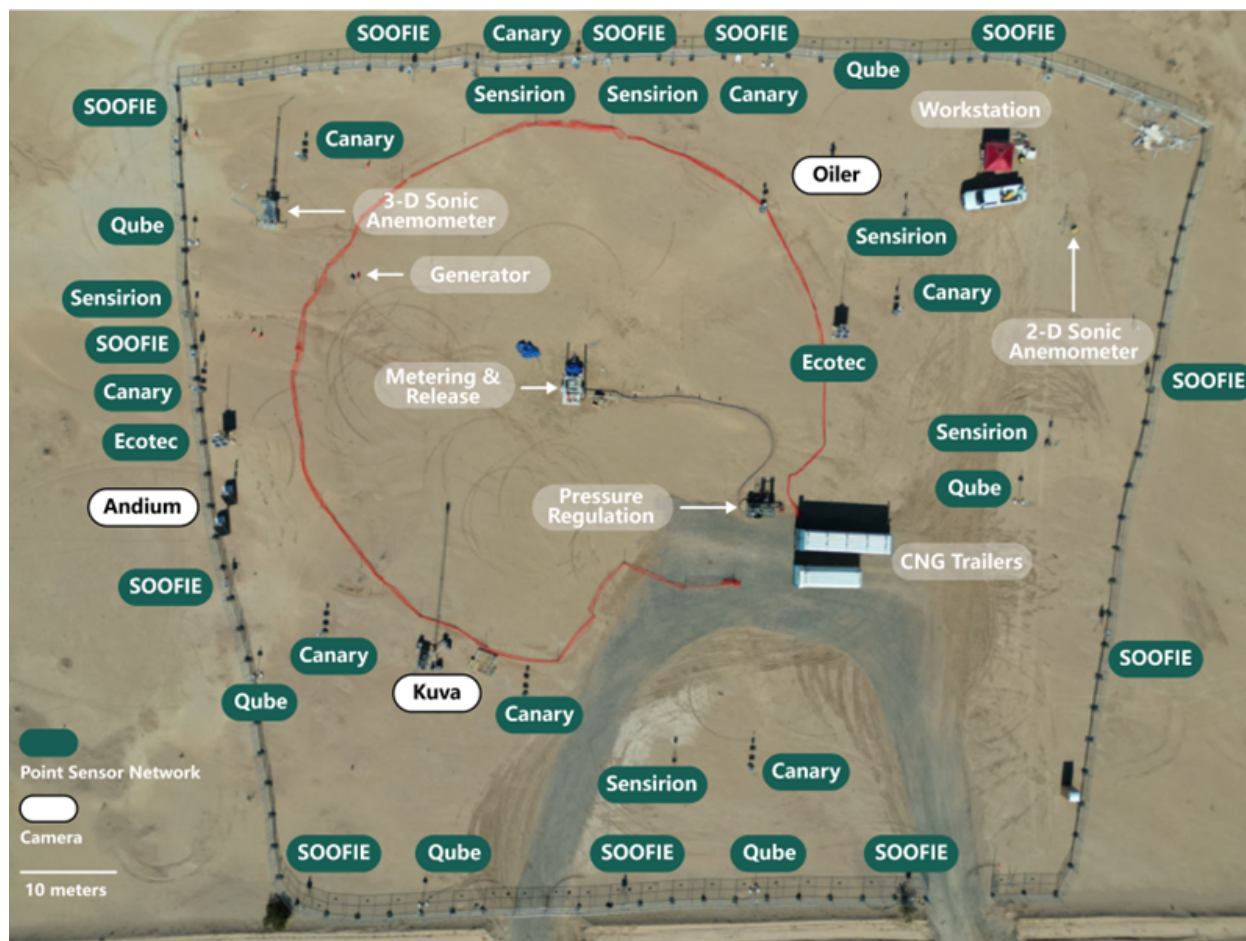 SOOFIE
Canary
SOOFIE
SOOFIE
SOOFIE
Qube
SOOFIE
Sensirion
Sensirion
Canary
Workstation
Canary
Oiler
3-D Sonic
Anemometer
Qube
Sensirion
Generator
Canary
Sensirion
SOOFIE
2-D Sonic
Anemometer
Ecotec
Metering &
Release
SOOFIE
Canary
Ecotec
Sensirion
Qube
Andium
Pressure
Regulation
CNG Trailers
SOOFIE
Canary
SOOFIE
Kuva
Qube
Canary
Point Sensor Network
Sensirion
Canary
Camera
SOOFIE
Qube
SOOFIE
Qube
SOOFIE
10 meters